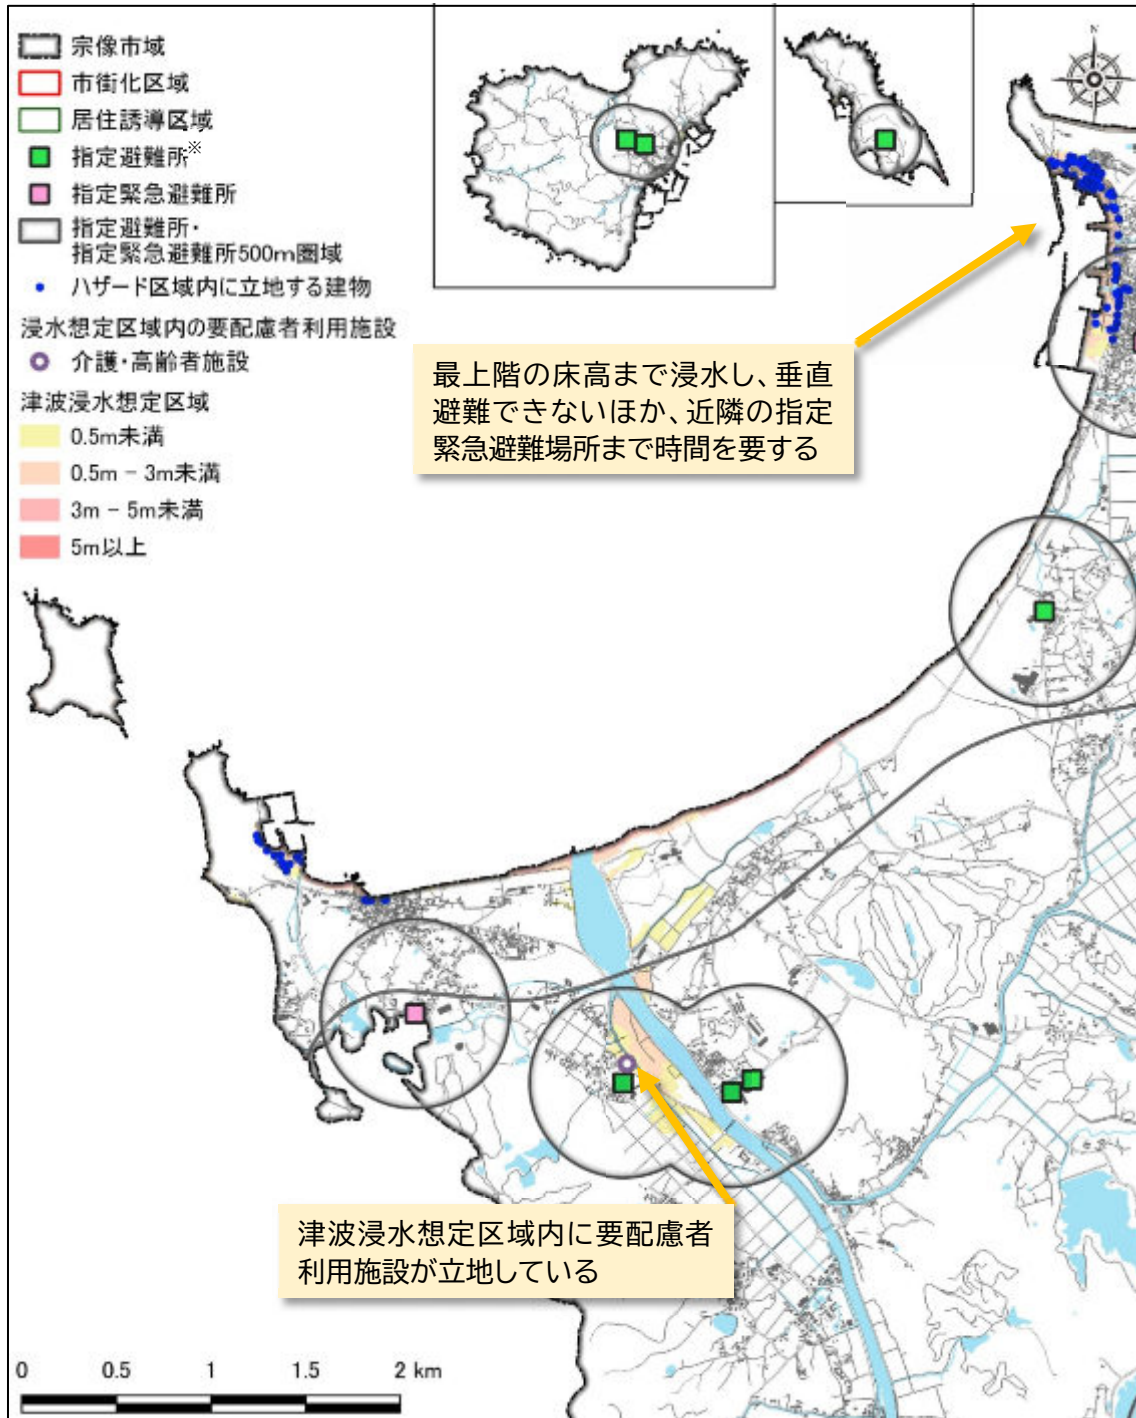 宗像市域
市街化区域
居住誘導区域
指定避難所※
指定緊急避難所
指定避難所・
指定緊急避難所500m圏域
ハザード区域内に立地する建物
浸水想定区域内の要配慮者利用施設
介護・高齢者施設
津波浸水想定区域
0.5m未満
0.5m − 3m未満
3m − 5m未満
5m以上
N
最上階の床高まで浸水し、垂直
避難できないほか、近隣の指定
緊急避難場所まで時間を要する
津波浸水想定区域内に要配慮者
利用施設が立地している
0 0.5 1 1.5 2 km